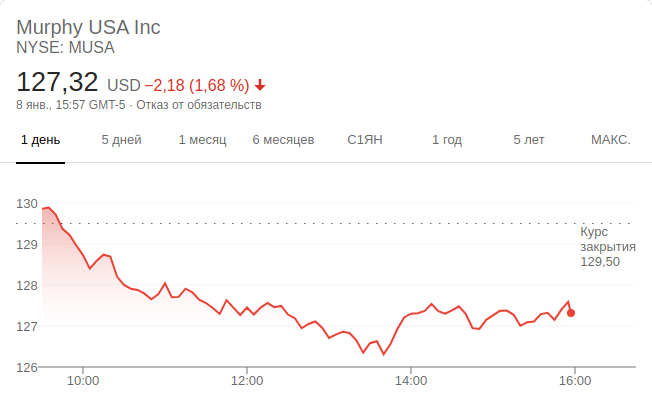 Murphy USA Inc
NYSE: MUSA
127,32 USD −2,18 (1,68 %)
8 янв., 15:57 GMT-5 · Отказ от обязательств
1 день 5 дней 1 месяц 6 месяцев С1ЯН 1 год 5 лет МАКС.
130
129
128
127
126
Курс
закрытия
129,50
10:00 12:00 14:00 16:00